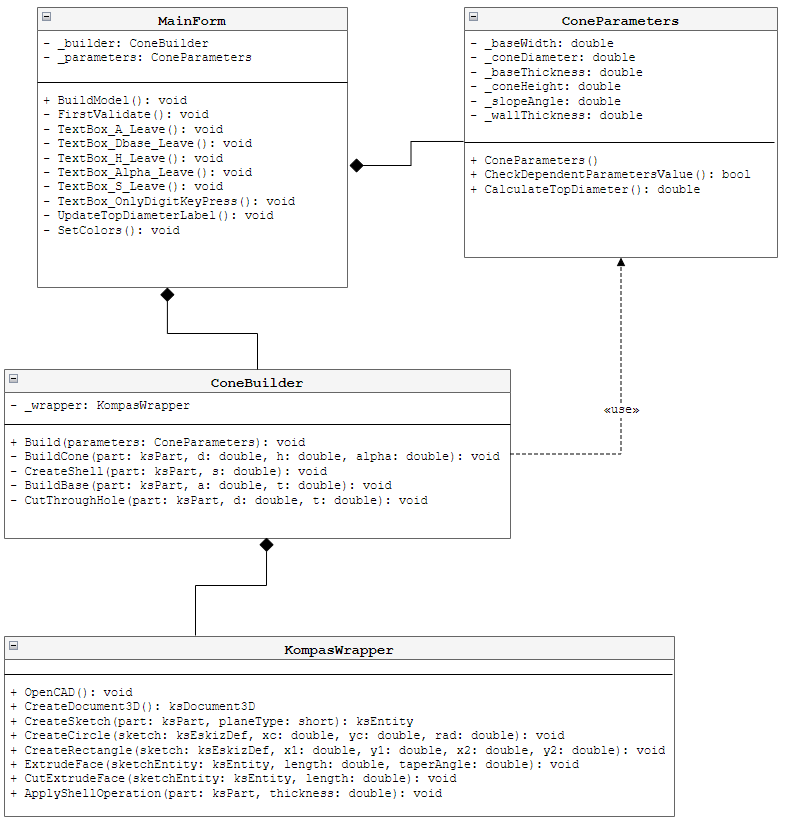 MainForm
- _builder: ConeBuilder
- _parameters: ConeParameters
+ BuildModel(): void
- FirstValidate(): void
- TextBox_A_Leave(): void
- TextBox_Dbase_Leave(): void
- TextBox_H_Leave(): void
- TextBox_Alpha_Leave(): void
- TextBox_S_Leave(): void
- TextBox_OnlyDigitKeyPress(): void
- UpdateTopDiameterLabel(): void
- SetColors(): void
ConeParameters
- _baseWidth: double
- _coneDiameter: double
- _baseThickness: double
- _coneHeight: double
- _slopeAngle: double
- _wallThickness: double
+ ConeParameters()
+ CheckDependentParametersValue(): bool
+ CalculateTopDiameter(): double
ConeBuilder
- _wrapper: KompasWrapper
+ Build(parameters: ConeParameters): void
- BuildCone(part: ksPart, d: double, h: double, alpha: double): void
- CreateShell(part: ksPart, s: double): void
- BuildBase(part: ksPart, a: double, t: double): void
- CutThroughHole(part: ksPart, d: double, t: double): void
«use»
KompasWrapper
+ OpenCAD(): void
+ CreateDocument3D(): ksDocument3D
+ CreateSketch(part: ksPart, planeType: short): ksEntity
+ CreateCircle(sketch: ksEskizDef, xc: double, yc: double, rad: double): void
+ CreateRectangle(sketch: ksEskizDef, x1: double, y1: double, x2: double, y2: double): void
+ ExtrudeFace(sketchEntity: ksEntity, length: double, taperAngle: double): void
+ CutExtrudeFace(sketchEntity: ksEntity, length: double): void
+ ApplyShellOperation(part: ksPart, thickness: double): void